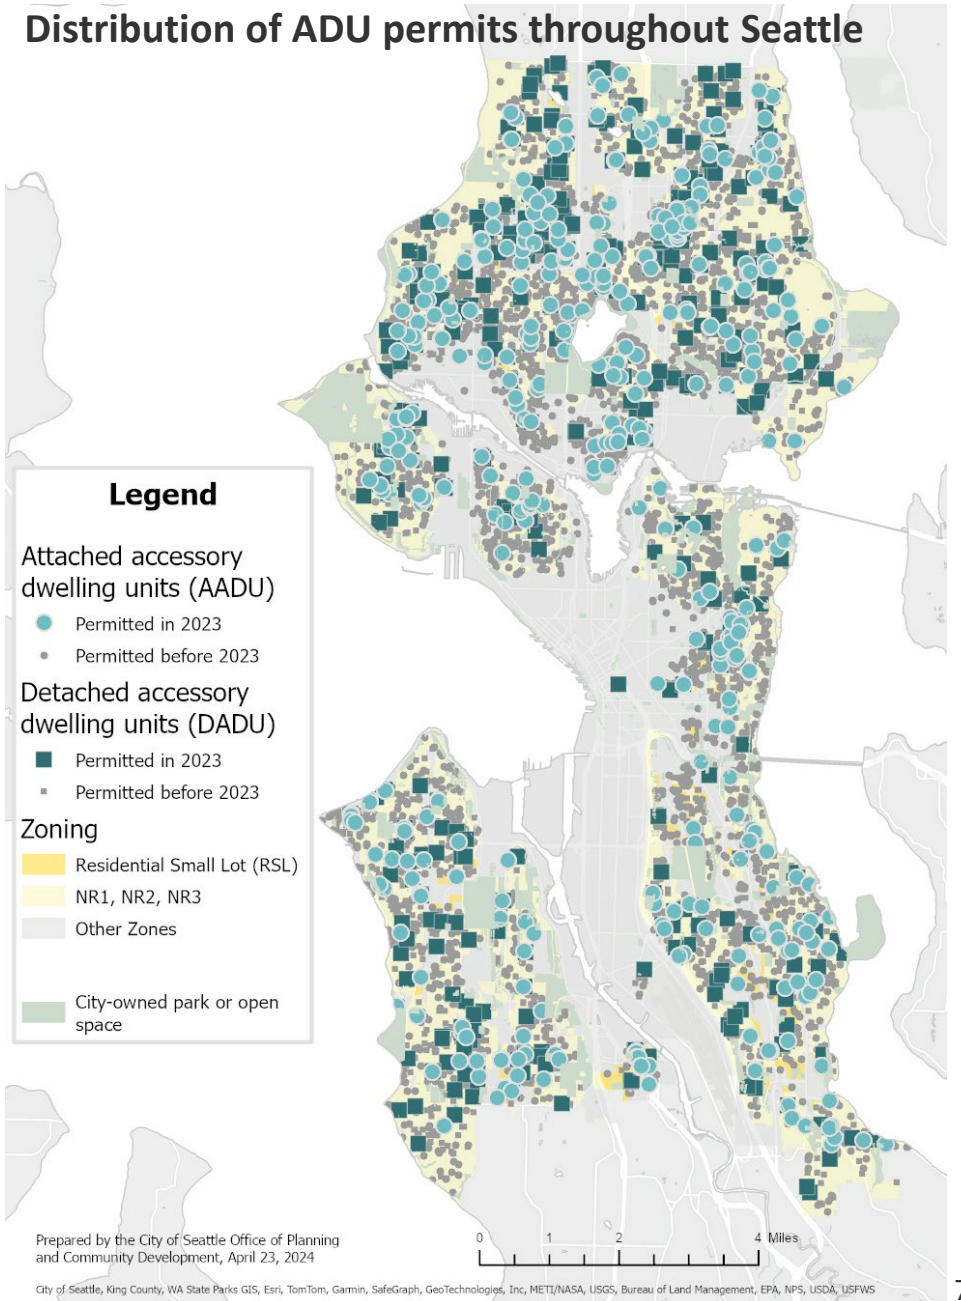 Distribution of ADU permits throughout Seattle
Legend
Attached accessory
dwelling units (AADU)
Permitted in 2023
Permitted before 2023
Detached accessory
dwelling units (DADU)
Permitted in 2023
Permitted before 2023
Zoning
Residential Small Lot (RSL)
NR1, NR2, NR3
Other Zones
City-owned park or open
space
Prepared by the City of Seattle Office of Planning
and Community Development, April 23, 2024
0 1 2 4 Miles
City of Seattle, King County, WA State Parks GIS, Esri, TomTom, Garmin, SafeGraph, GeoTechnologies, Inc, METI/NASA, USGS, Bureau of Land Management, EPA, NPS, USDA, USFWS